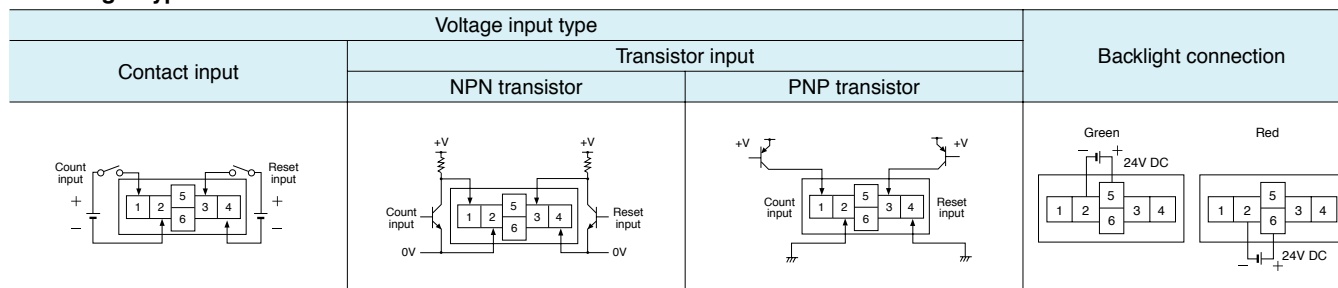 Voltage input type
Contact input
Transistor input
Backlight connection
NPN transistor
PNP transistor
Count input
Reset input
+
−
+
−
1 2 5 6 3 4
+V
+V
Count input
Reset input
1 2 5 6 3 4
0V
0V
+V
+V
Count input
Reset input
1 2 5 6 3 4
Green
− +
24V DC
1 2 5 6 3 4
Red
1 2 5 6 3 4
− +
24V DC